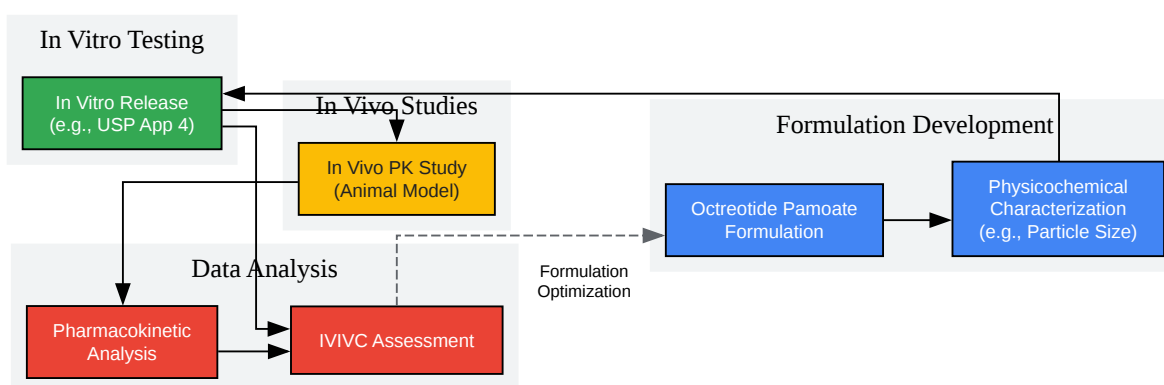 In Vitro Testing
In Vitro Release
(e.g., USP App 4)
In Vivo Studies
In Vivo PK Study
(Animal Model)
Formulation Development
Octreotide Pamoate
Formulation
Physicochemical
Characterization
(e.g., Particle Size)
Data Analysis
Pharmacokinetic
Analysis
IVIVC Assessment
Formulation
Optimization